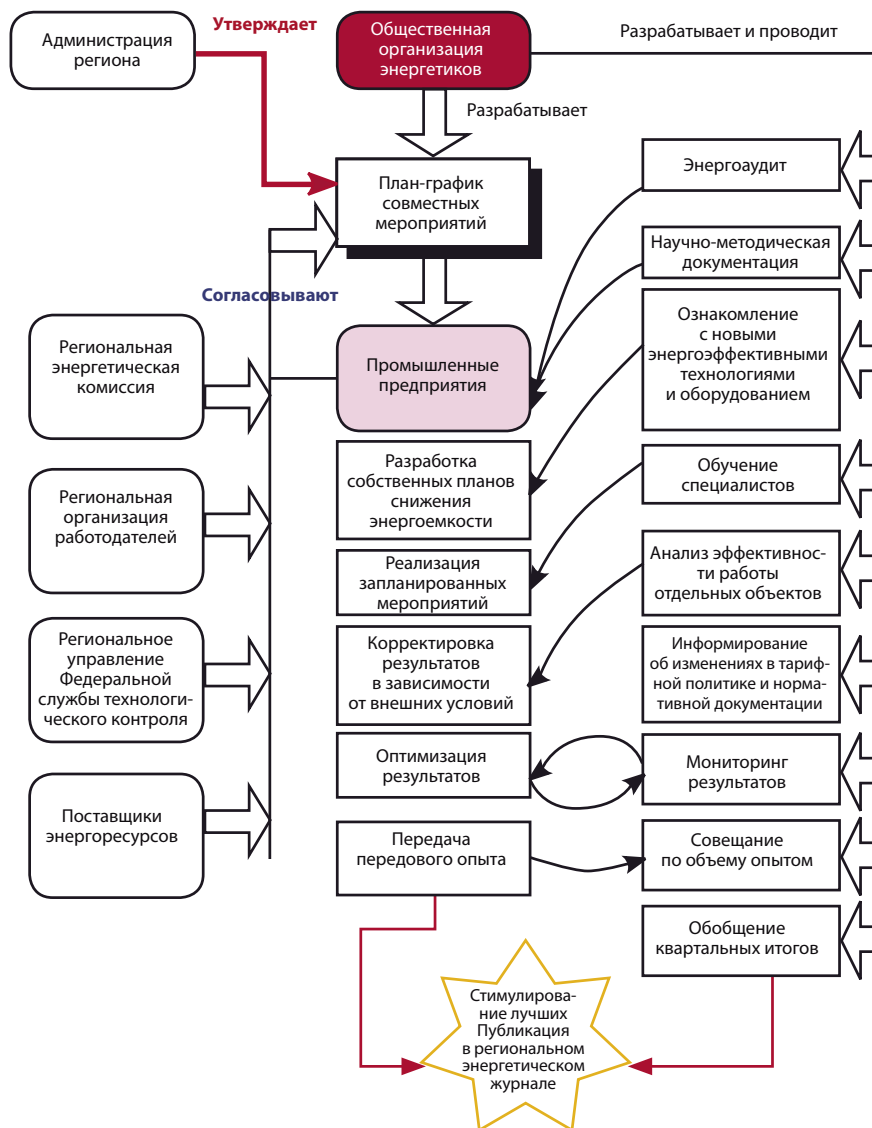 Утверждает
Администрация
региона
Общественная
организация
энергетиков
Разрабатывает и проводит
Разрабатывает
План-график
совместных
мероприятий
Энергоаудит
Научно-методическая
документация
Согласовывают
Ознакомление
с новыми
энергоэффективными
технологиями
и оборудованием
Региональная
энергетическая
комиссия
Промышленные
предприятия
Разработка
собственных планов
снижения
энергоемкости
Обучение
специалистов
Региональная
организация
работодателей
Реализация
запланированных
мероприятий
Анализ эффективнос-
ти работы
отдельных объектов
Региональное
управление
Федеральной
службы технологи-
ческого контроля
Корректировка
результатов
в зависимости
от внешних условий
Информирование
об изменениях в тариф-
ной политике и норма-
тивной документации
Оптимизация
результатов
Мониторинг
результатов
Поставщики
энергоресурсов
Передача
передового опыта
Совещание
по объему опытом
Обобщение
квартальных итогов
Стимулирова-
ние лучших
Публикация
в региональном
энергетическом
журнале